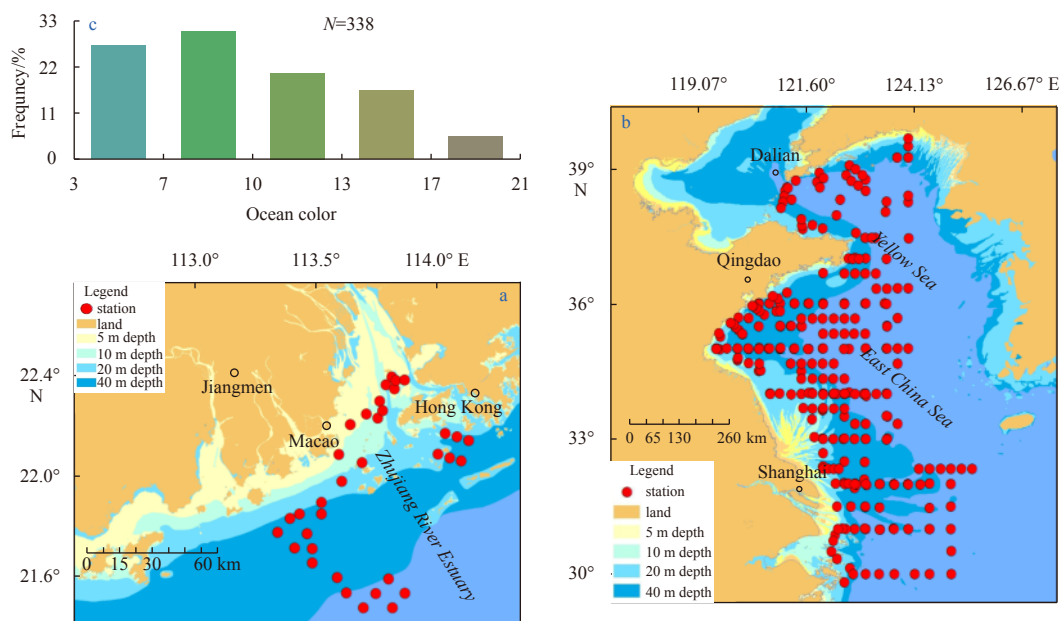 c
N=338
33
22
11
0
Frequncy/%
3
7
10
13
17
21
Ocean color
113.0°
113.5°
114.0° E
a
Legend
station
land
5 m depth
10 m depth
20 m depth
40 m depth
22.4°
N
22.0°
21.6°
Jiangmen
Macao
Hong Kong
Zhujiang River Estuary
0 15 30 60 km
119.07°
121.60°
124.13°
126.67° E
b
39°
N
36°
33°
30°
Dalian
Qingdao
Yellow Sea
East China Sea
0 65 130 260 km
Shanghai
Legend
station
land
5 m depth
10 m depth
20 m depth
40 m depth